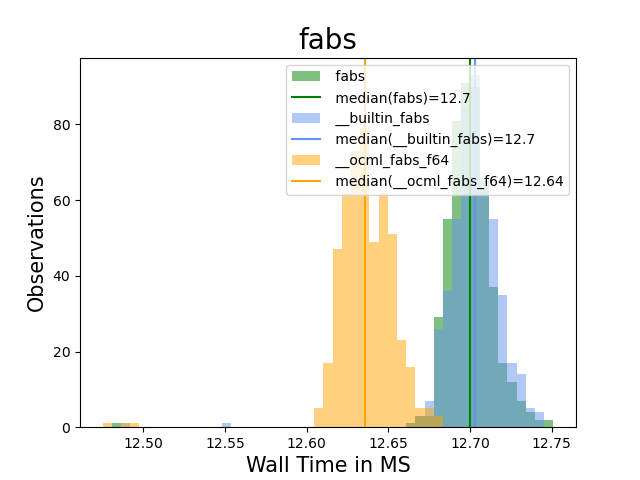 fabs
fabs
median(fabs)=12.7
__builtin_fabs
median(__builtin_fabs)=12.7
__ocml_fabs_f64
median(__ocml_fabs_f64)=12.64
Observations
80
60
40
20
0
12.50 12.55 12.60 12.65 12.70 12.75
Wall Time in MS